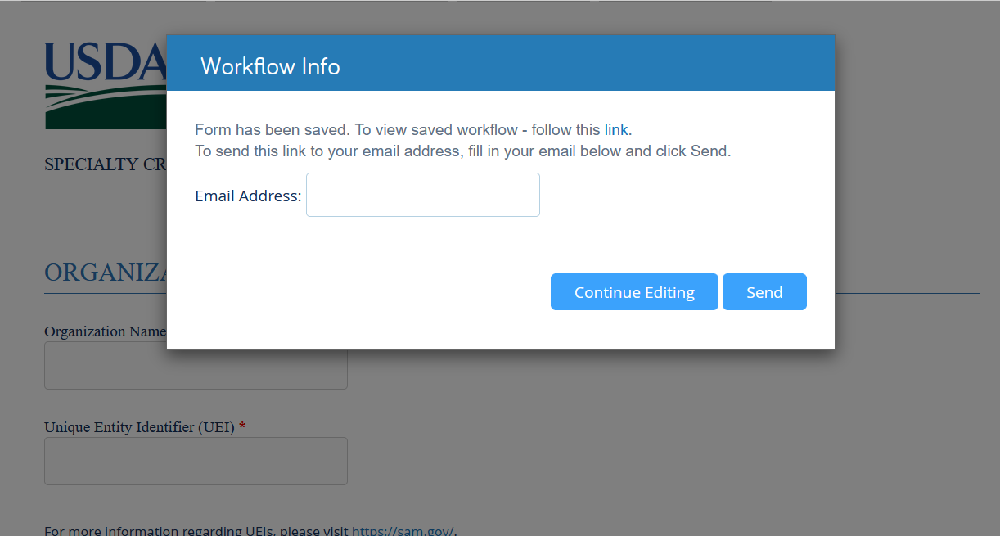 USDA
Workflow Info
Form has been saved. To view saved workflow - follow this link.
To send this link to your email address, fill in your email below and click Send.
SPECIALTY CR
Email Address:
ORGANIZA
Continue Editing Send
Organization Name
Unique Entity Identifier (UEI) *
For more information regarding UEIs, please visit https://sam.gov/.